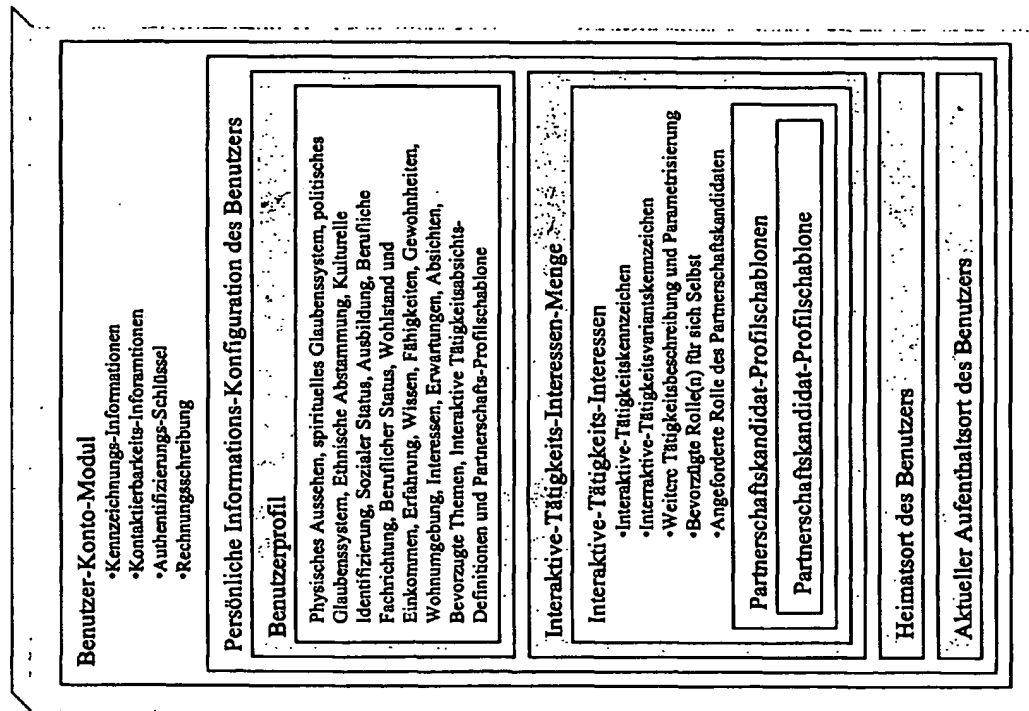 Benutzer-Konto-Modul
•Kennzeichnungs-Informationen
•Kontaktierbarkeits-Inforamtionen
•Authentifizierungs-Schlüssel
•Rechnungsschreibung
Persönliche Informations-Konfiguration des Benutzers
Benutzerprofil
Physisches Aussehen, spirituelles Glaubenssystem, politisches
Glaubenssystem, Ethnische Abstammung, Kulturelle
Identifizierung, Sozialer Status, Ausbildung, Berufliche
Fachrichtung, Beruflicher Status, Wohlstand und
Einkommen, Erfahrung, Wissen, Fähigkeiten, Gewohnheiten,
Wohnumgebung, Interessen, Erwartungen, Absichten,
Bevorzugte Themen, Interaktive Tätigkeitsabsichts-
Definitionen und Partnerschafts-Profilschablone
Interaktive-Tätigkeits-Interessen-Menge
Interaktive-Tätigkeits-Interessen
•Interaktive-Tätigkeitskennzeichen
•Interraktive-Tätigkeitsvariantskennzeichen
•Weitere Tätigkeitsbeschreibung und Parametrisierung
•Bevorzügte Rolle(n) für sich Selbst
•Angeforderte Rolle des Partnerschaftskandidaten
Partnerschaftskandidat-Profilschablonen
Partnerschaftskandidat-Profilschablone
Heimatsort des Benutzers
Aktueller Aufenthaltsort des Benutzers